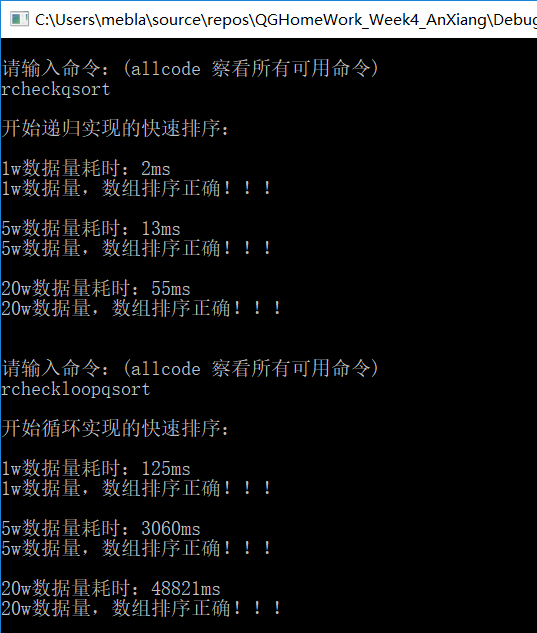 C:\Users\mebla\source\repos\QGHomeWork_Week4_AnXiang\Debug
请输入命令：(allcode 察看所有可用命令)
rcheckqsort
开始递归实现的快速排序：
1w数据量耗时：2ms
1w数据量，数组排序正确！！！
5w数据量耗时：13ms
5w数据量，数组排序正确！！！
20w数据量耗时：55ms
20w数据量，数组排序正确！！！
请输入命令：(allcode 察看所有可用命令)
rcheckloopqsort
开始循环实现的快速排序：
1w数据量耗时：125ms
1w数据量，数组排序正确！！！
5w数据量耗时：3060ms
5w数据量，数组排序正确！！！
20w数据量耗时：48821ms
20w数据量，数组排序正确！！！